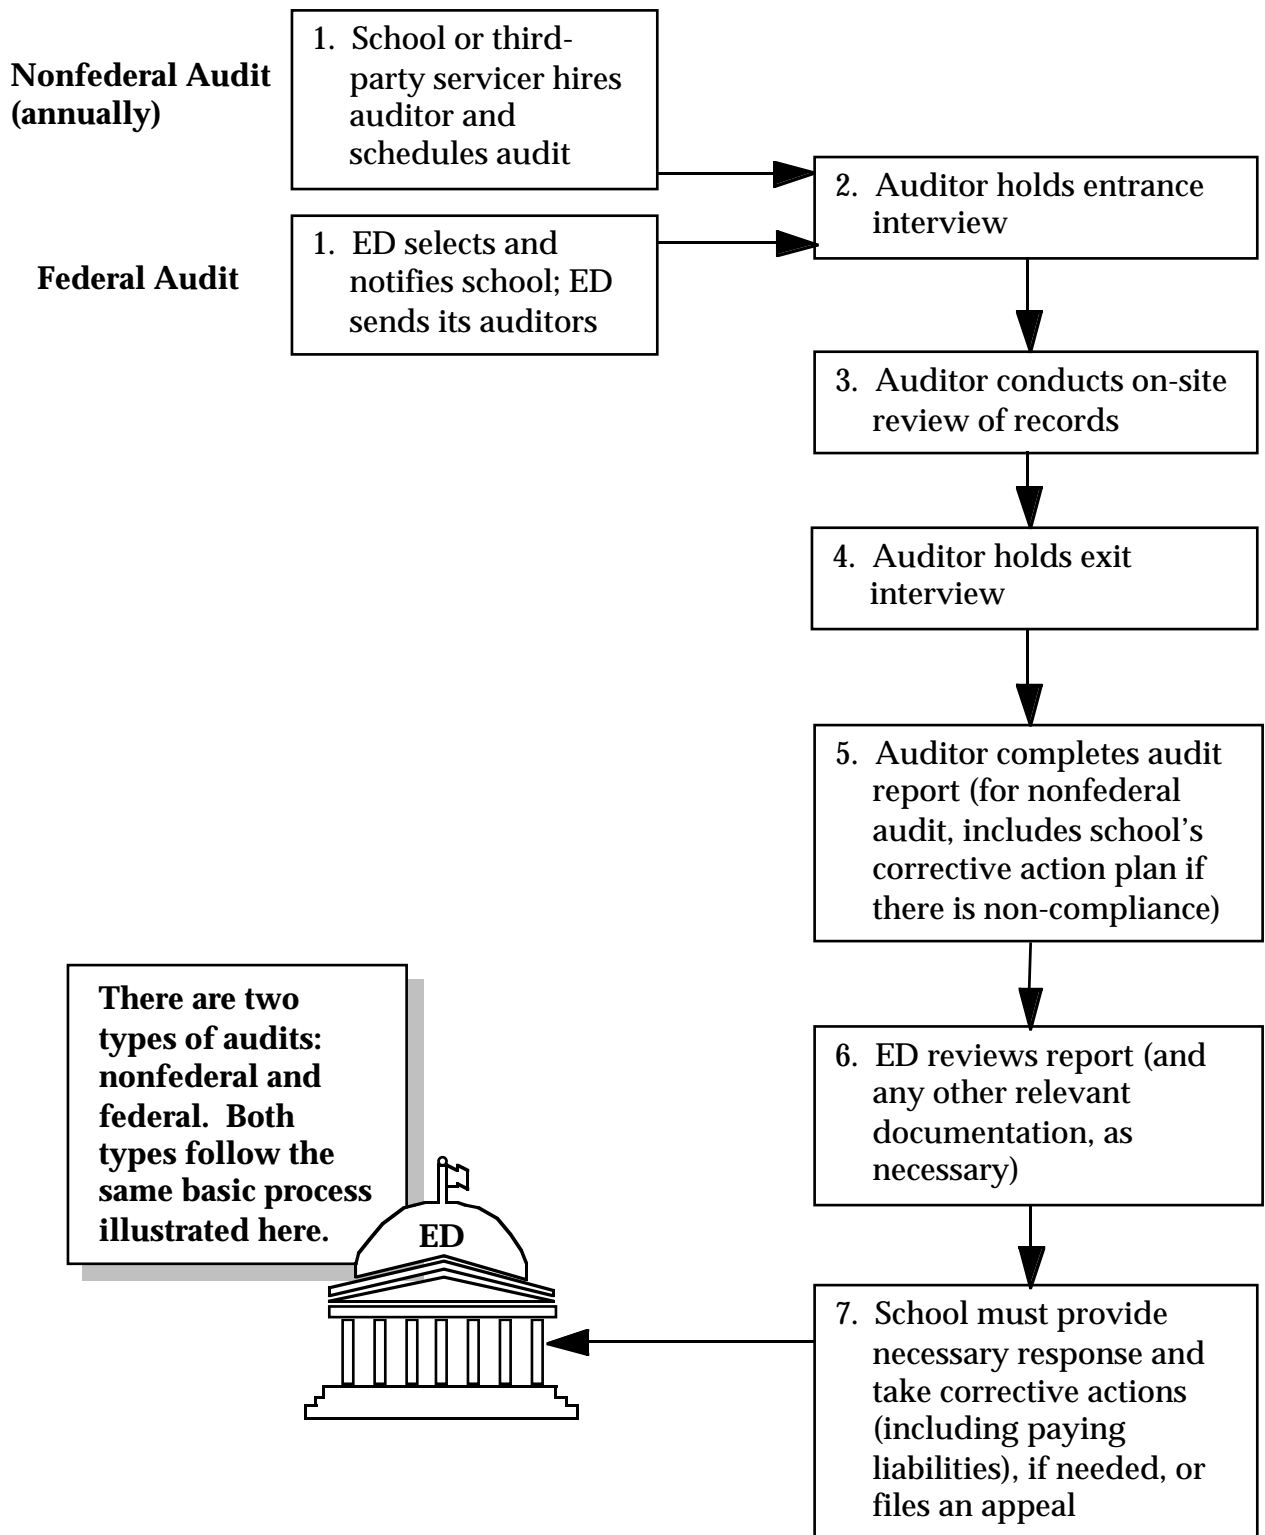 Nonfederal Audit
(annually)
1. School or third-
party servicer hires
auditor and
schedules audit
Federal Audit
1. ED selects and
notifies school; ED
sends its auditors
2. Auditor holds entrance
interview
3. Auditor conducts on-site
review of records
4. Auditor holds exit
interview
5. Auditor completes audit
report (for nonfederal
audit, includes school’s
corrective action plan if
there is non-compliance)
6. ED reviews report (and
any other relevant
documentation, as
necessary)
7. School must provide
necessary response and
take corrective actions
(including paying
liabilities), if needed, or
files an appeal
There are two
types of audits:
nonfederal and
federal. Both
types follow the
same basic process
illustrated here.
ED